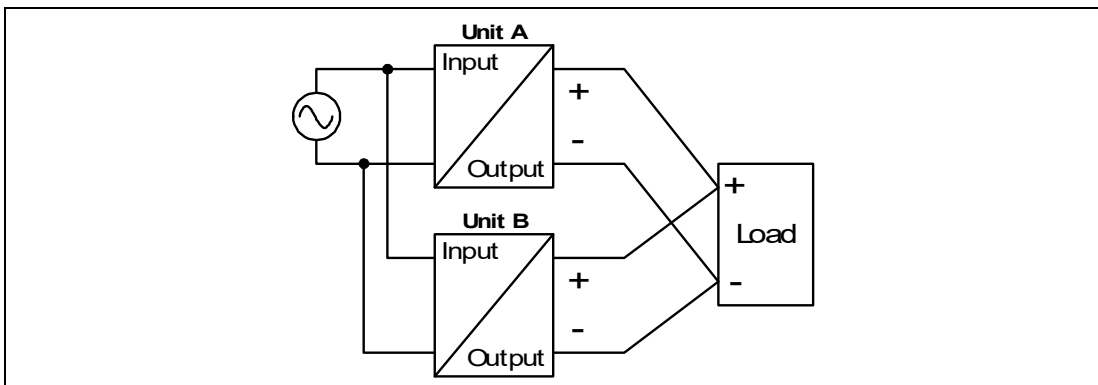 Unit A
Input
+
-
Output
Unit B
Input
+
-
Output
+
Load
-